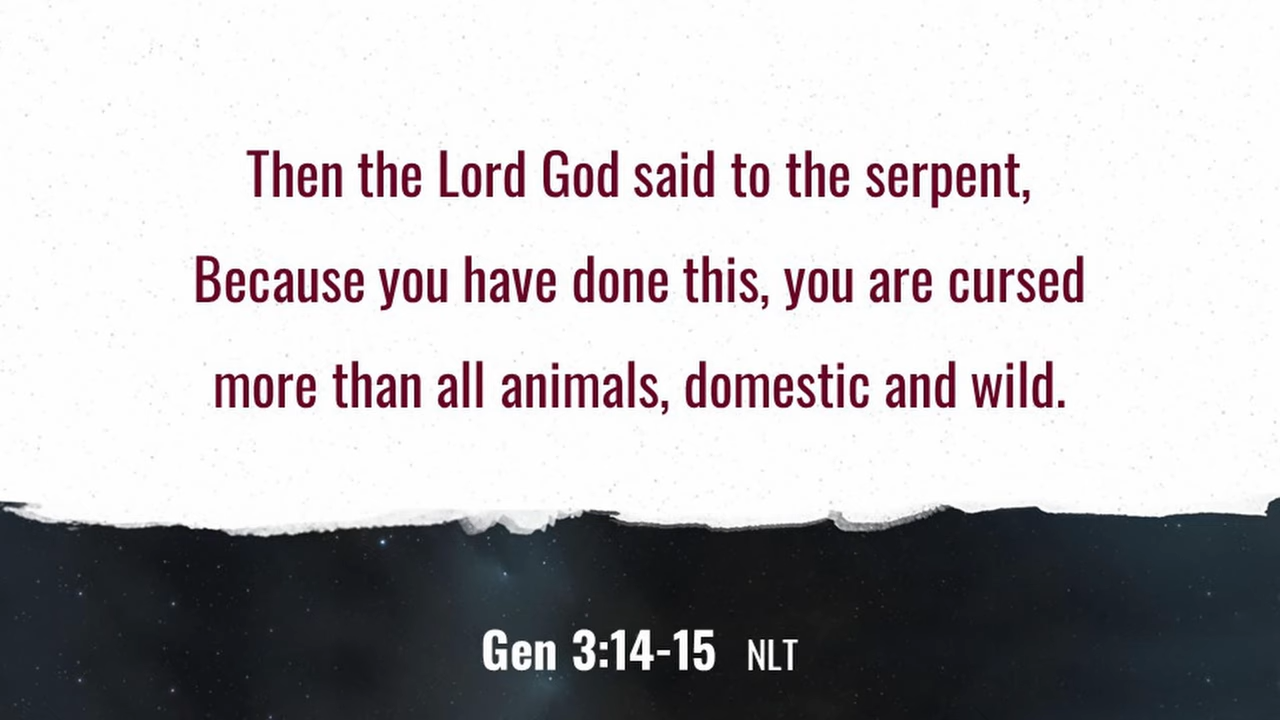 Then the Lord God said to the serpent,
Because you have done this, you are cursed
more than all animals, domestic and wild.
Gen 3:14-15 NLT